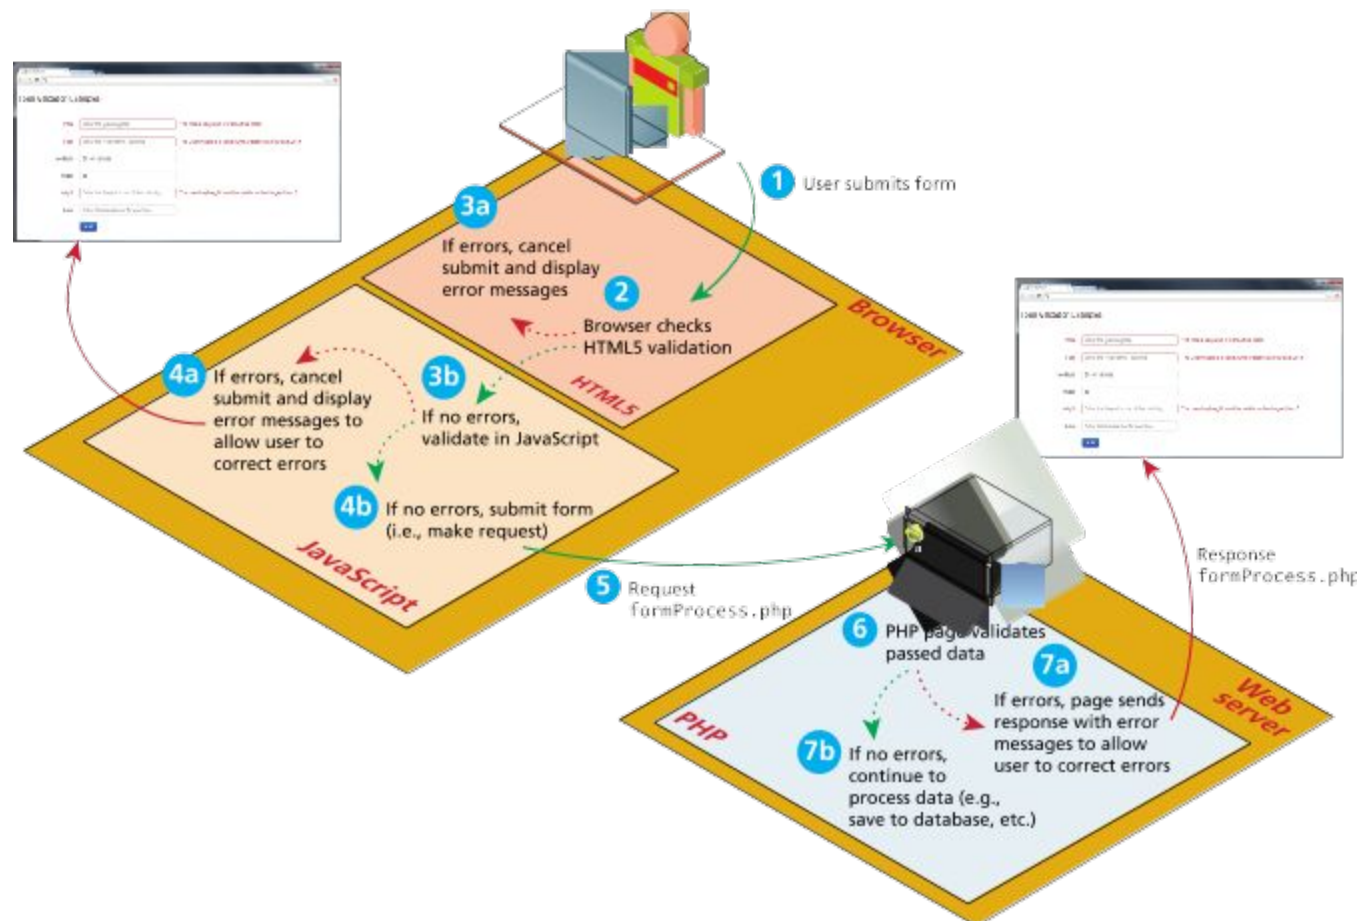 1 User submits form
3a
If errors, cancel
submit and display
error messages
2
Browser checks
HTML5 validation
Browser
HTML5
4a
If errors, cancel
submit and display
error messages to
allow user to
correct errors
3b
If no errors,
validate in JavaScript
4b
If no errors, submit form
(i.e., make request)
JavaScript
5 Request
formProcess.php
Response
formProcess.php
6 PHP page validates
passed data
7a
If errors, page sends
response with error
messages to allow
user to correct errors
7b
If no errors,
continue to
process data (e.g.,
save to database, etc.)
PHP
Web
server